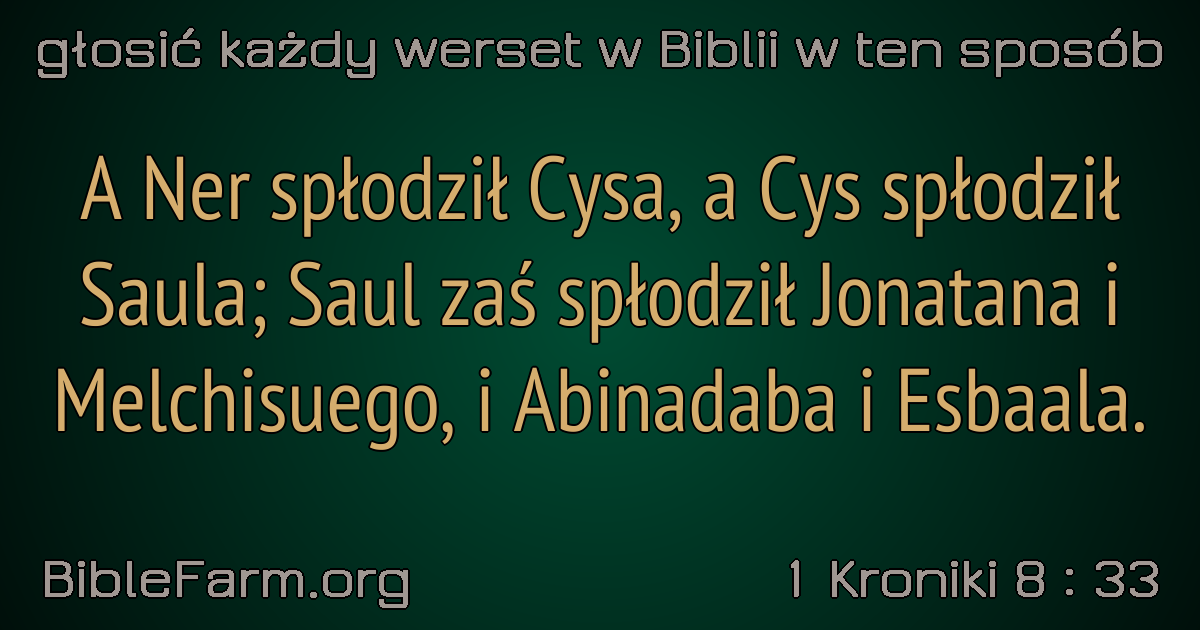 głosić każdy werset w Biblii w ten sposób
A Ner spłodził Cysa, a Cys spłodził
Saula; Saul zaś spłodził Jonatana i
Melchisuego, i Abinadaba i Esbaala.
BibleFarm.org
1 Kroniki 8 : 33